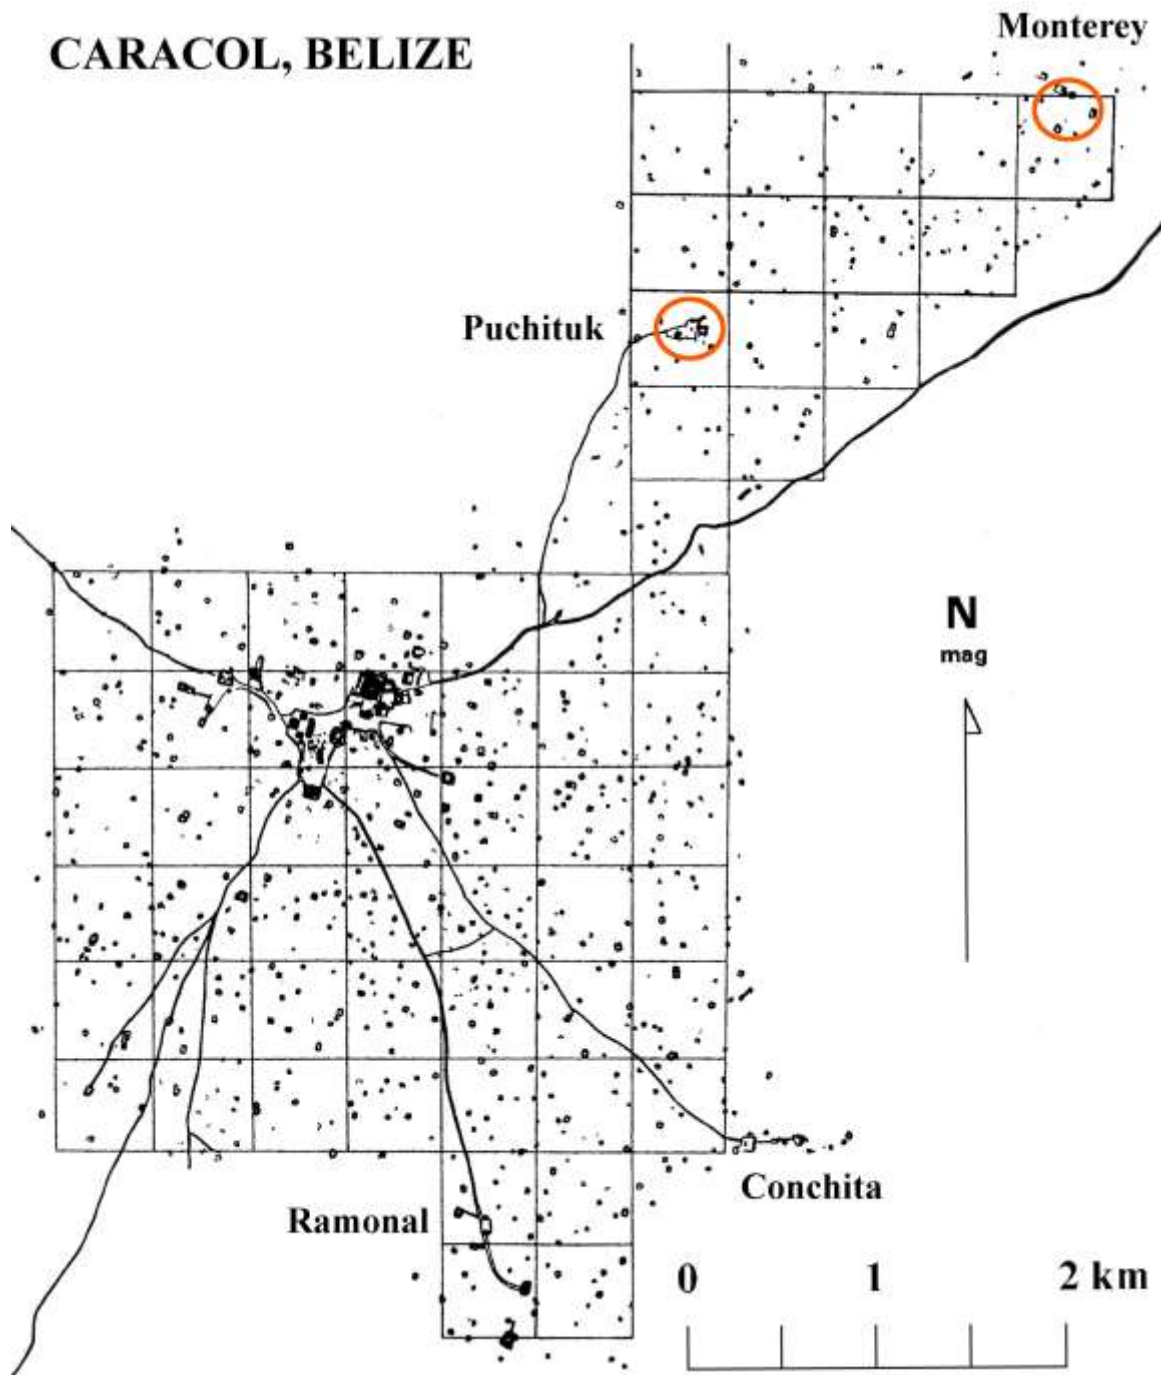 Monterey
CARACOL, BELIZE
Puchituk
N
mag
Conchita
Ramonal
0 1 2 km